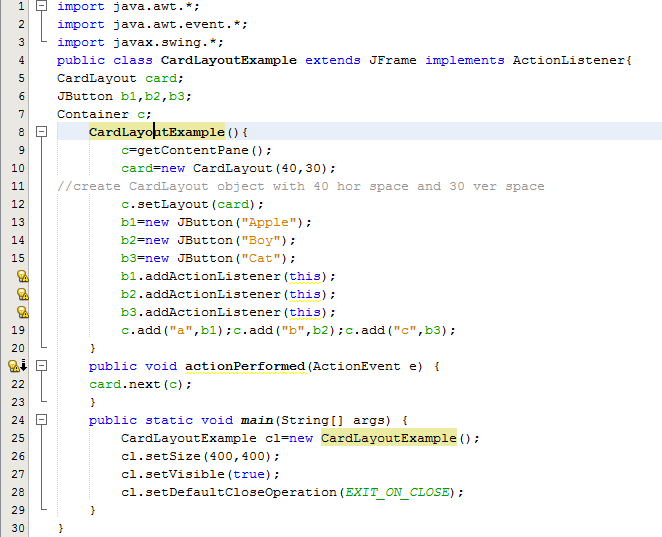 1 import java.awt.*;
2 import java.awt.event.*;
3 import javax.swing.*;
4 public class CardLayoutExample extends JFrame implements ActionListener{
5 CardLayout card;
6 JButton b1,b2,b3;
7 Container c;
8     CardLayoutExample(){
9         c=getContentPane();
10         card=new CardLayout(40,30);
11 //create CardLayout object with 40 hor space and 30 ver space
12         c.setLayout(card);
13         b1=new JButton("Apple");
14         b2=new JButton("Boy");
15         b3=new JButton("Cat");
        b1.addActionListener(this);
        b2.addActionListener(this);
        b3.addActionListener(this);
19         c.add("a",b1);c.add("b",b2);c.add("c",b3);
20     }
    public void actionPerformed(ActionEvent e) {
22     card.next(c);
23     }
24     public static void main(String[] args) {
25         CardLayoutExample cl=new CardLayoutExample();
26         cl.setSize(400,400);
27         cl.setVisible(true);
28         cl.setDefaultCloseOperation(EXIT_ON_CLOSE);
29     }
30 }